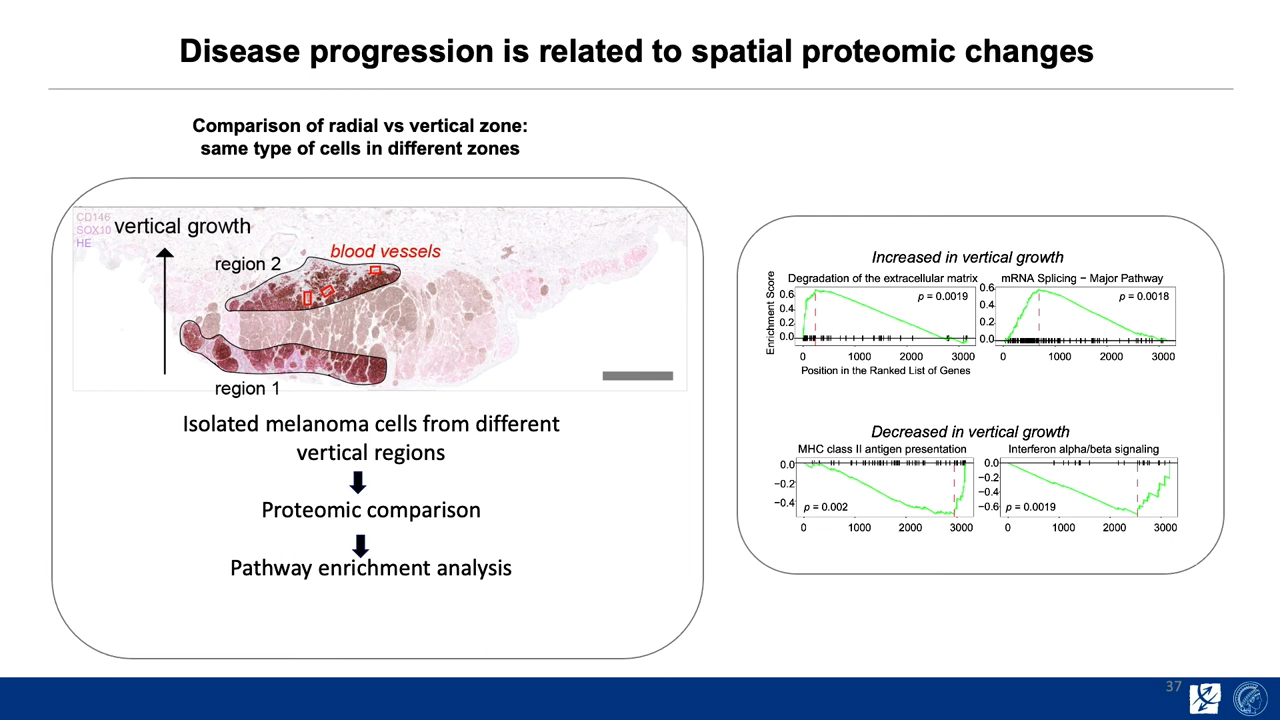 Disease progression is related to spatial proteomic changes
Comparison of radial vs vertical zone:
same type of cells in different zones
CD146
SOX10
HE
vertical growth
blood vessels
region 2
region 1
Isolated melanoma cells from different
vertical regions
Proteomic comparison
Pathway enrichment analysis
Increased in vertical growth
Degradation of the extracellular matrix
mRNA Splicing − Major Pathway
Enrichment Score
0.6
0.4
0.2
0.0
p = 0.0019
0 1000 2000 3000
0.6
0.4
0.2
0.0
p = 0.0018
0 1000 2000 3000
Position in the Ranked List of Genes
Decreased in vertical growth
MHC class II antigen presentation
Interferon alpha/beta signaling
0.0
−0.2
−0.4
p = 0.002
0 1000 2000 3000
0.0
−0.2
−0.4
−0.6
p = 0.0019
0 1000 2000 3000
37